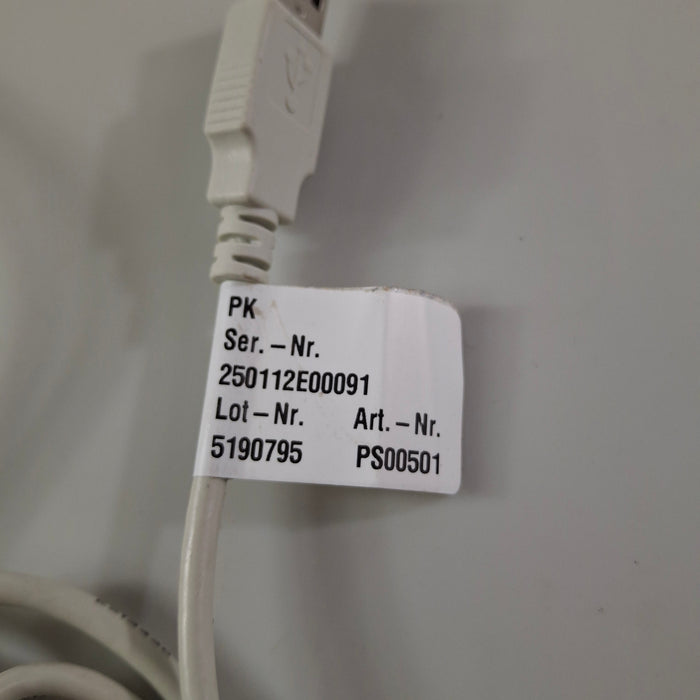 PK
Ser. – Nr.
250112E00091
Lot – Nr. Art. – Nr.
5190795 PS00501